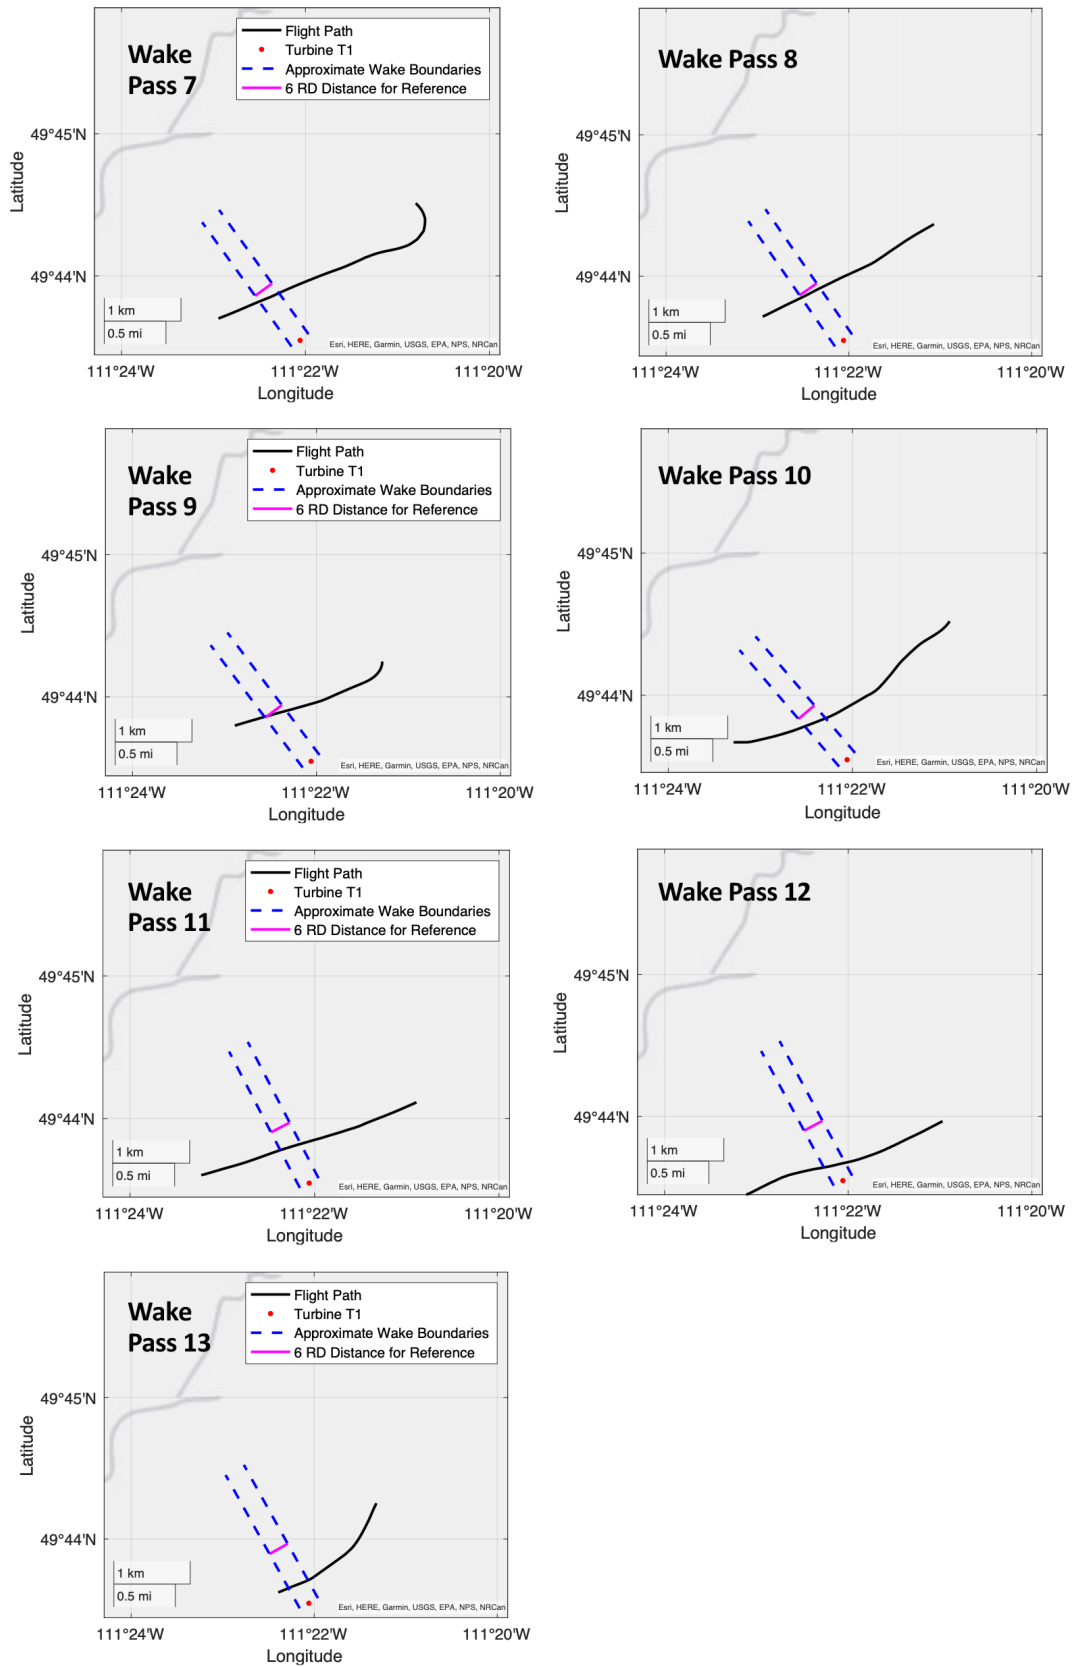 Wake
Pass 7
Flight Path
Turbine T1
Approximate Wake Boundaries
6 RD Distance for Reference
49°45'N
49°44'N
Latitude
1 km
0.5 mi
Esri, HERE, Garmin, USGS, EPA, NPS, NRCan
111°24'W
111°22'W
111°20'W
Longitude
Wake Pass 8
49°45'N
49°44'N
Latitude
1 km
0.5 mi
Esri, HERE, Garmin, USGS, EPA, NPS, NRCan
111°24'W
111°22'W
111°20'W
Longitude
Wake
Pass 9
Flight Path
Turbine T1
Approximate Wake Boundaries
6 RD Distance for Reference
49°45'N
49°44'N
Latitude
1 km
0.5 mi
Esri, HERE, Garmin, USGS, EPA, NPS, NRCan
111°24'W
111°22'W
111°20'W
Longitude
Wake Pass 10
49°45'N
49°44'N
Latitude
1 km
0.5 mi
Esri, HERE, Garmin, USGS, EPA, NPS, NRCan
111°24'W
111°22'W
111°20'W
Longitude
Wake
Pass 11
Flight Path
Turbine T1
Approximate Wake Boundaries
6 RD Distance for Reference
49°45'N
49°44'N
Latitude
1 km
0.5 mi
Esri, HERE, Garmin, USGS, EPA, NPS, NRCan
111°24'W
111°22'W
111°20'W
Longitude
Wake Pass 12
49°45'N
49°44'N
Latitude
1 km
0.5 mi
Esri, HERE, Garmin, USGS, EPA, NPS, NRCan
111°24'W
111°22'W
111°20'W
Longitude
Wake
Pass 13
Flight Path
Turbine T1
Approximate Wake Boundaries
6 RD Distance for Reference
49°45'N
49°44'N
Latitude
1 km
0.5 mi
Esri, HERE, Garmin, USGS, EPA, NPS, NRCan
111°24'W
111°22'W
111°20'W
Longitude